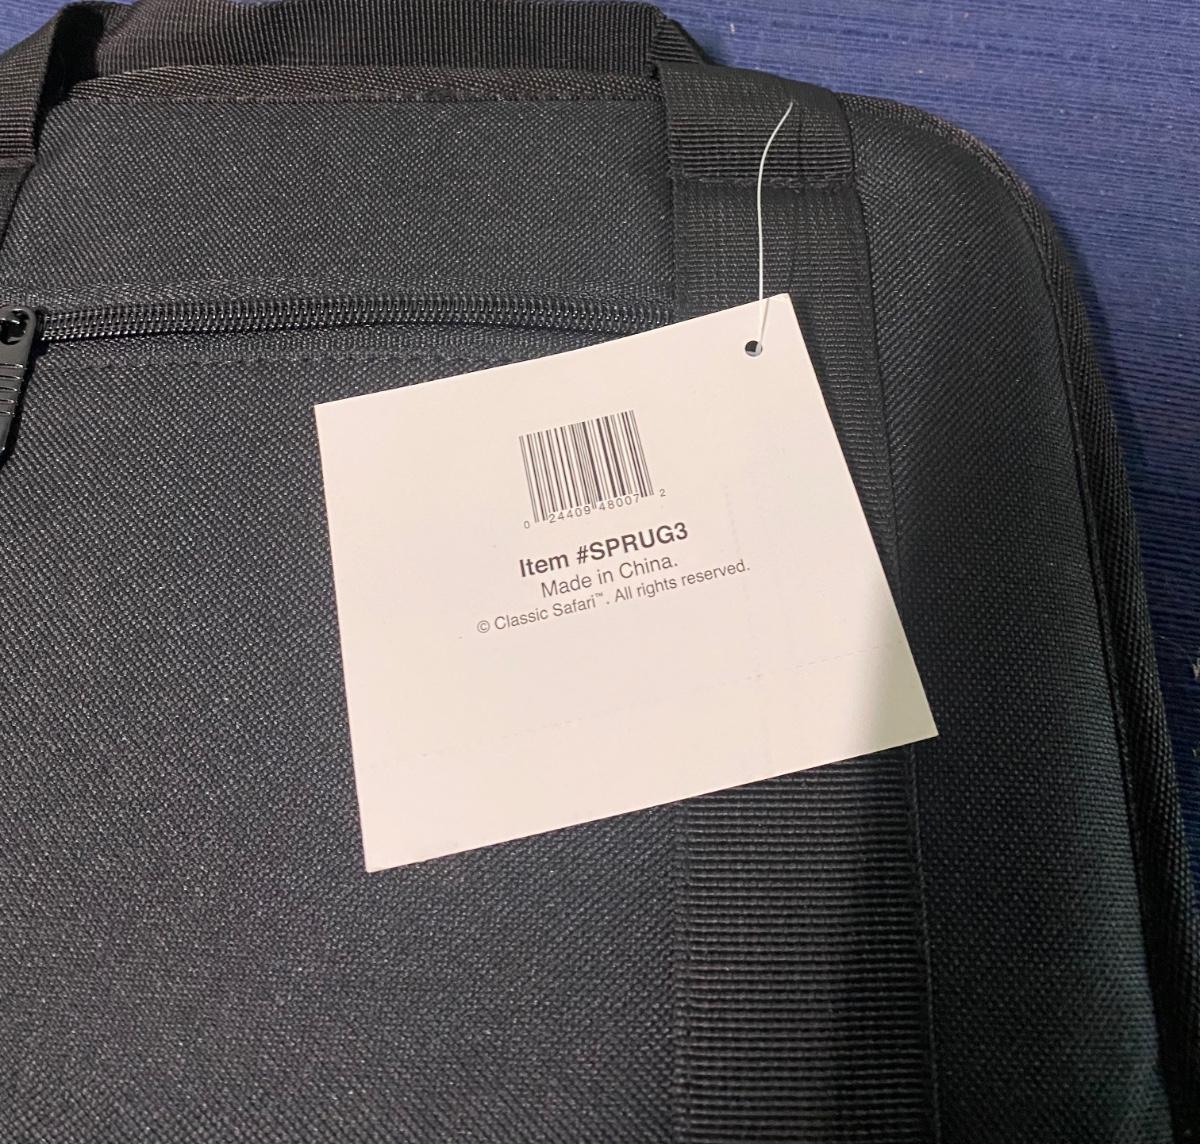 0 24409 48007 2
Item #SPRUG3
Made in China.
© Classic Safari™. All rights reserved.